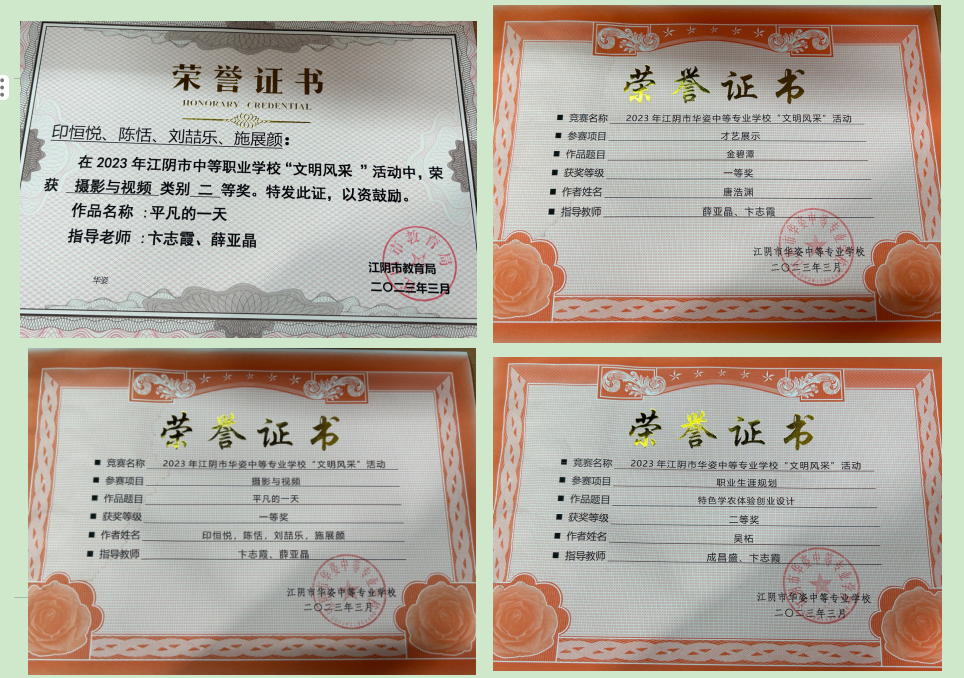 荣誉证书
HONORARY CREDENTIAL
印恒悦、陈恬、刘喆乐、施展颜：
在 2023 年江阴市中等职业学校“文明风采 ”活动中，荣
获 摄影与视频 类别 二 等奖。特发此证，以资鼓励。
作品名称 ：平凡的一天
指导老师 ：卞志霞、薛亚晶
江阴市教育局
二〇二三年三月
华姿
荣誉证书
■ 竞赛名称 2023 年江阴市华姿中等专业学校“文明风采”活动
■ 参赛项目 才艺展示
■ 作品题目 金碧潭
■ 获奖等级 一等奖
■ 作者姓名 唐浩渊
■ 指导教师 薛亚晶、卞志霞
江阴市华姿中等专业学校
二〇二三年三月
荣誉证书
■ 竞赛名称 2023 年江阴市华姿中等专业学校“文明风采”活动
■ 参赛项目 摄影与视频
■ 作品题目 平凡的一天
■ 获奖等级 一等奖
■ 作者姓名 印恒悦，陈恬，刘喆乐，施展颜
■ 指导教师 卞志霞、薛亚晶
江阴市华姿中等专业学校
二〇二三年三月
荣誉证书
■ 竞赛名称 2023 年江阴市华姿中等专业学校“文明风采”活动
■ 参赛项目 职业生涯规划
■ 作品题目 特色学农体验创业设计
■ 获奖等级 二等奖
■ 作者姓名 吴柘
■ 指导教师 成昌盛、卞志霞
江阴市华姿中等专业学校
二〇二三年三月